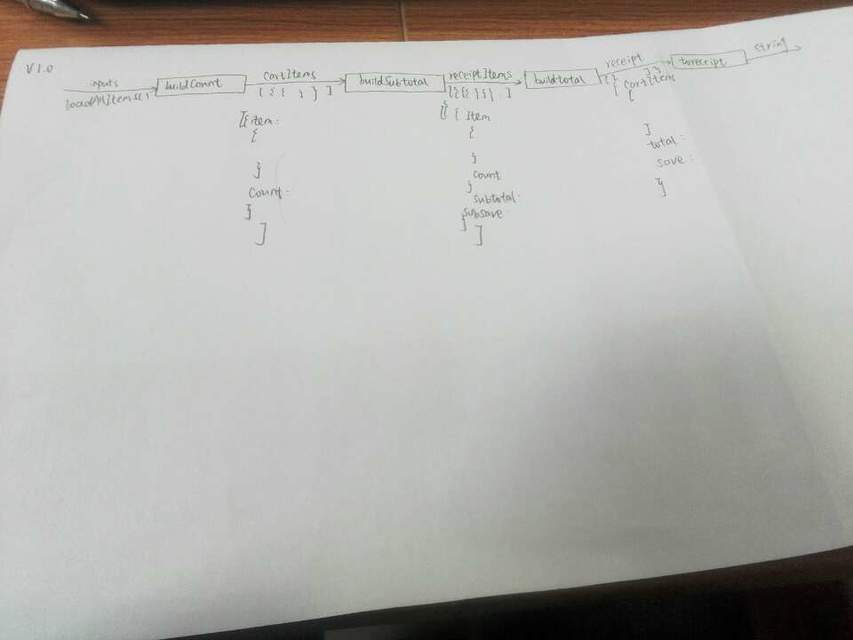 V1.0
inputs
loadAllItems()
buildCount
cartItems
[ { { , } } ]
buildSubtotal
receiptItems
[ { { } } ]
buildtotal
receipt
toreceipt
string
[{ item :
{
}
count :
}
]
[{ { Item
{
}
count
}
subtotal :
subsave
}
]
{ cartItem
[
]
total :
save :
}